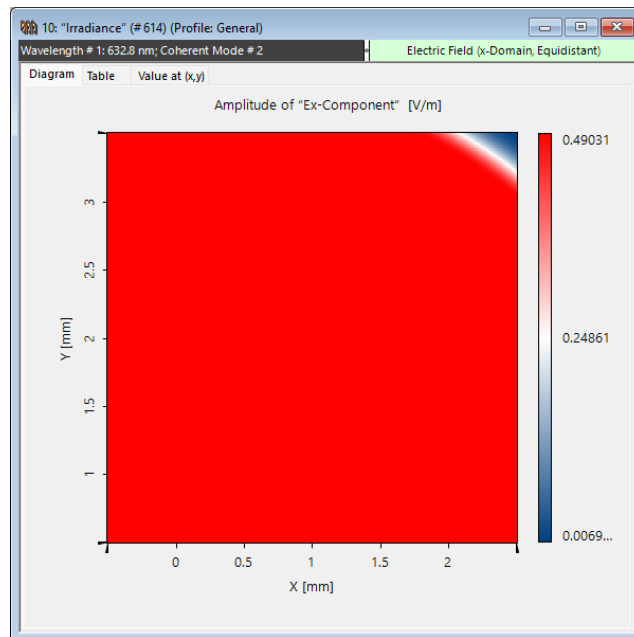 10: "Irradiance" (# 614) (Profile: General)
Wavelength # 1: 632.8 nm; Coherent Mode # 2
Electric Field (x-Domain, Equidistant)
Diagram Table Value at (x,y)
Amplitude of "Ex-Component" [V/m]
0.49031
0.24861
0.0069...
3
2.5
2
1.5
1
Y [mm]
0 0.5 1 1.5 2
X [mm]